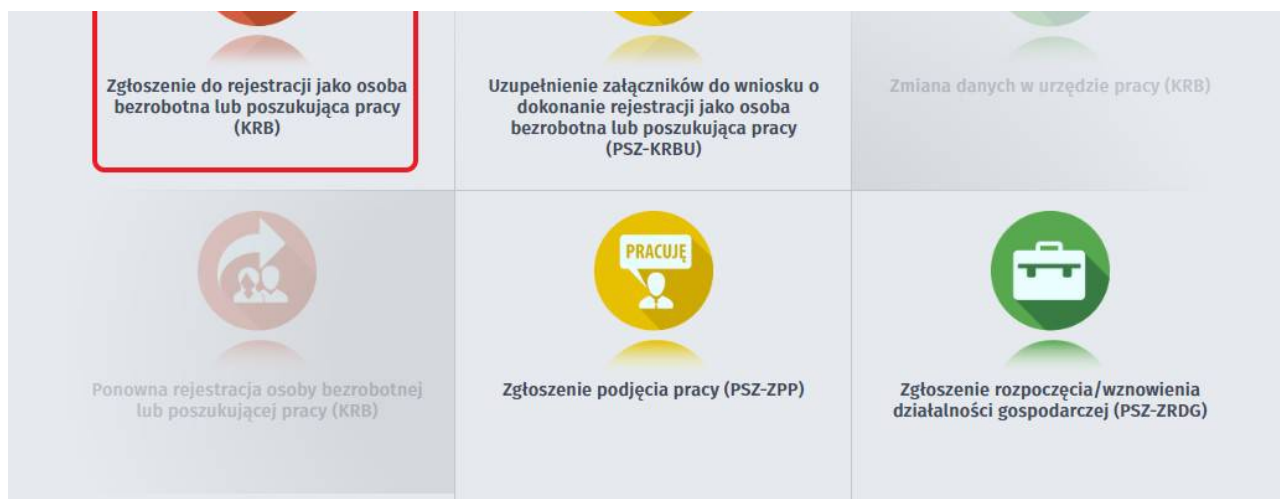 Zgłoszenie do rejestracji jako osoba
bezrobotna lub poszukująca pracy
(KRB)
Uzupełnienie załączników do wniosku o
dokonanie rejestracji jako osoba
bezrobotna lub poszukująca pracy
(PSZ-KRBU)
Zmiana danych w urzędzie pracy (KRB)
Ponowna rejestracja osoby bezrobotnej
lub poszukującej pracy (KRB)
PRACUJĘ
Zgłoszenie podjęcia pracy (PSZ-ZPP)
Zgłoszenie rozpoczęcia/wznowienia
działalności gospodarczej (PSZ-ZRDG)